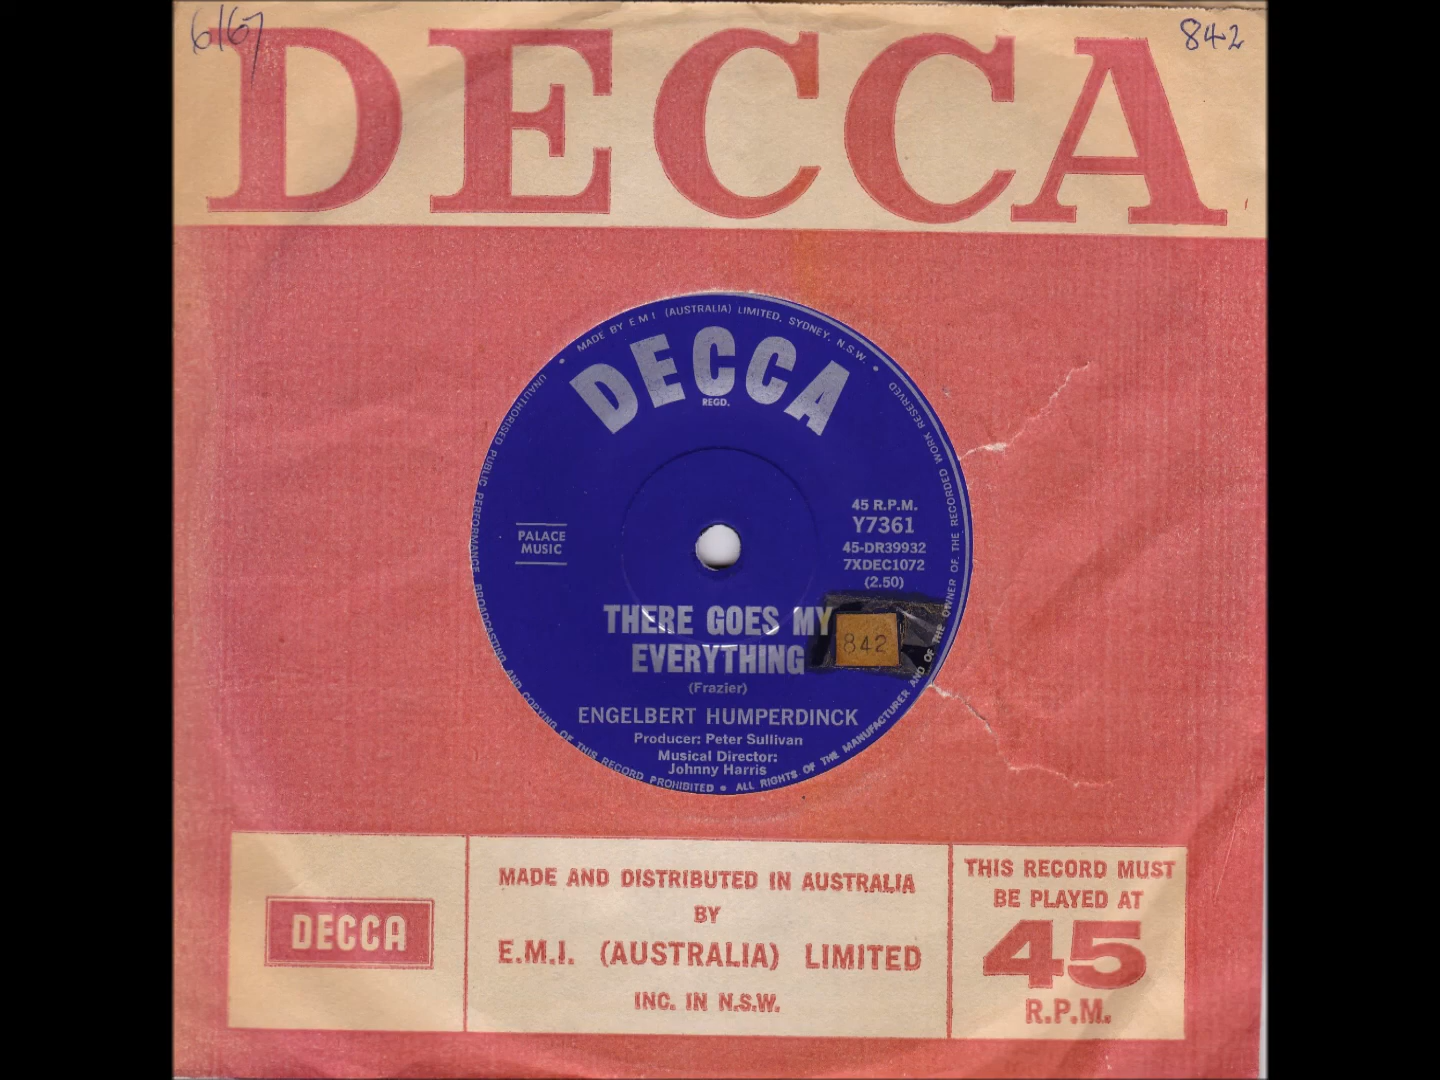 6/67
842
DECCA
MADE BY E M I (AUSTRALIA) LIMITED. SYDNEY. N.S.W.
UNAUTHORISED PUBLIC PERFORMANCE BROADCASTING AND COPYING OF THIS RECORD PROHIBITED • ALL RIGHTS OF THE MANUFACTURER AND OF THE OWNER OF THE RECORDED WORK RESERVED
DECCA
REGD.
45 R.P.M.
Y7361
45-DR39932
7XDEC1072
(2.50)
PALACE
MUSIC
THERE GOES MY
EVERYTHING
842
(Frazier)
ENGELBERT HUMPERDINCK
Producer: Peter Sullivan
Musical Director:
Johnny Harris
DECCA
MADE AND DISTRIBUTED IN AUSTRALIA
BY
E.M.I. (AUSTRALIA) LIMITED
INC. IN N.S.W.
THIS RECORD MUST
BE PLAYED AT
45
R.P.M.